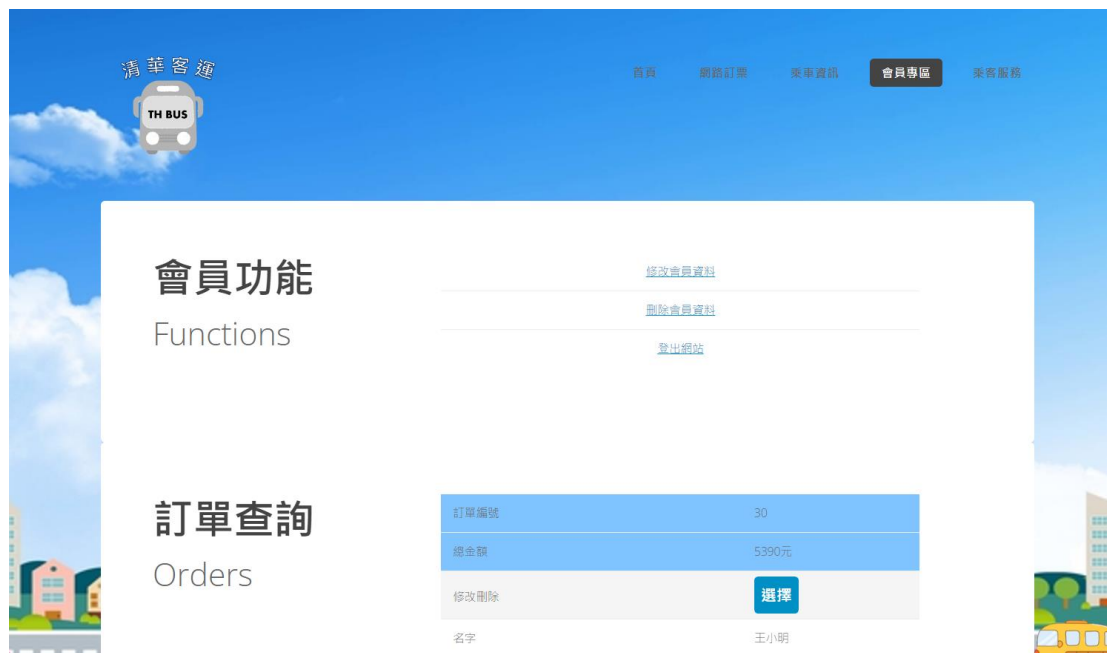 清華客運
TH BUS
首頁 網路訂票 乘車資訊 會員專區 乘客服務
會員功能
Functions
修改會員資料
刪除會員資料
登出網站
訂單查詢
Orders
訂單編號 30
總金額 5390元
修改刪除 選擇
名字 王小明